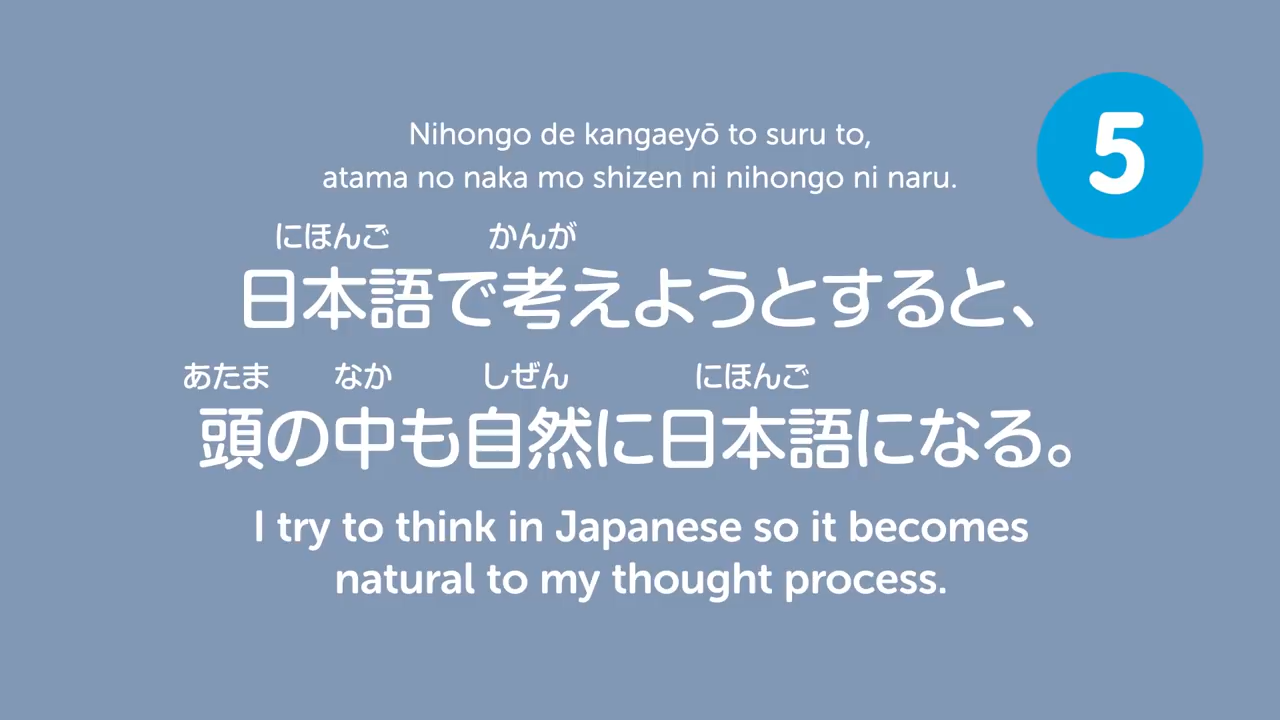 Nihongo de kangaeyō to suru to,
atama no naka mo shizen ni nihongo ni naru.
5
にほんご かんが
日本語で考えようとすると、
あたま なか しぜん にほんご
頭の中も自然に日本語になる。
I try to think in Japanese so it becomes
natural to my thought process.